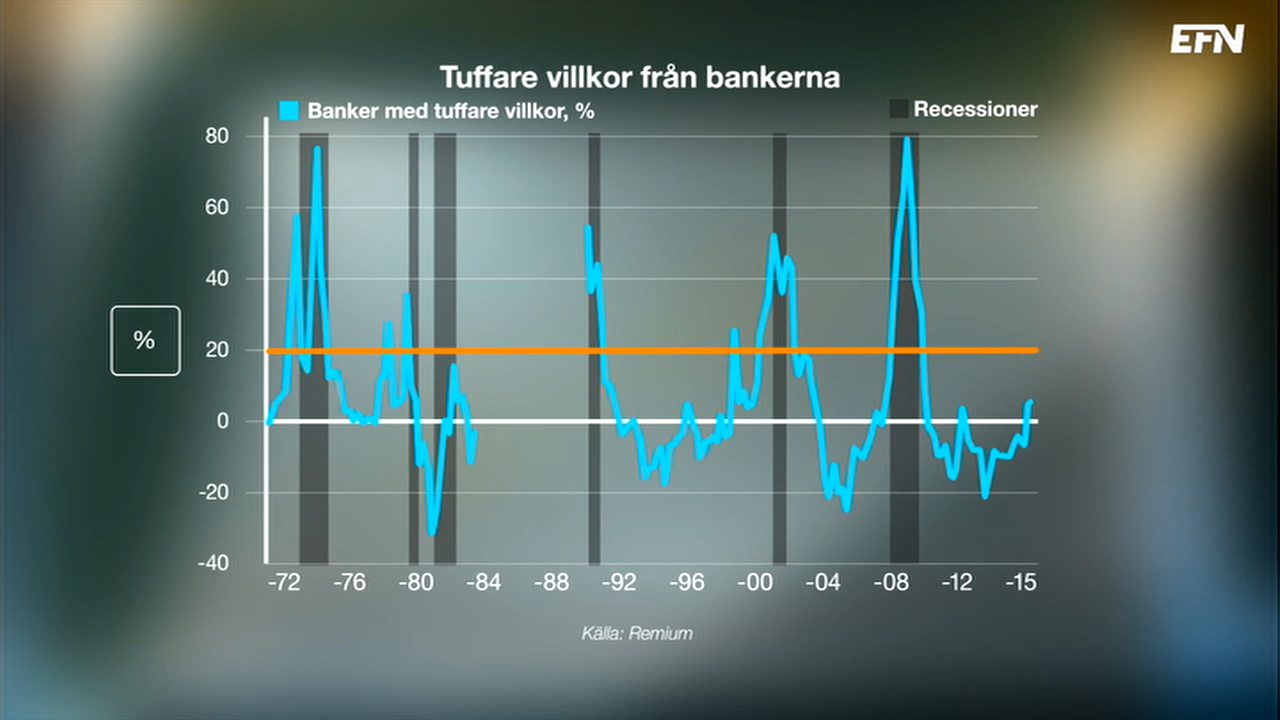 EFN
Tuffare villkor från bankerna
Banker med tuffare villkor, %
Recessioner
80
60
40
20
0
-20
-40
%
-72 -76 -80 -84 -88 -92 -96 -00 -04 -08 -12 -15
Källa: Remium